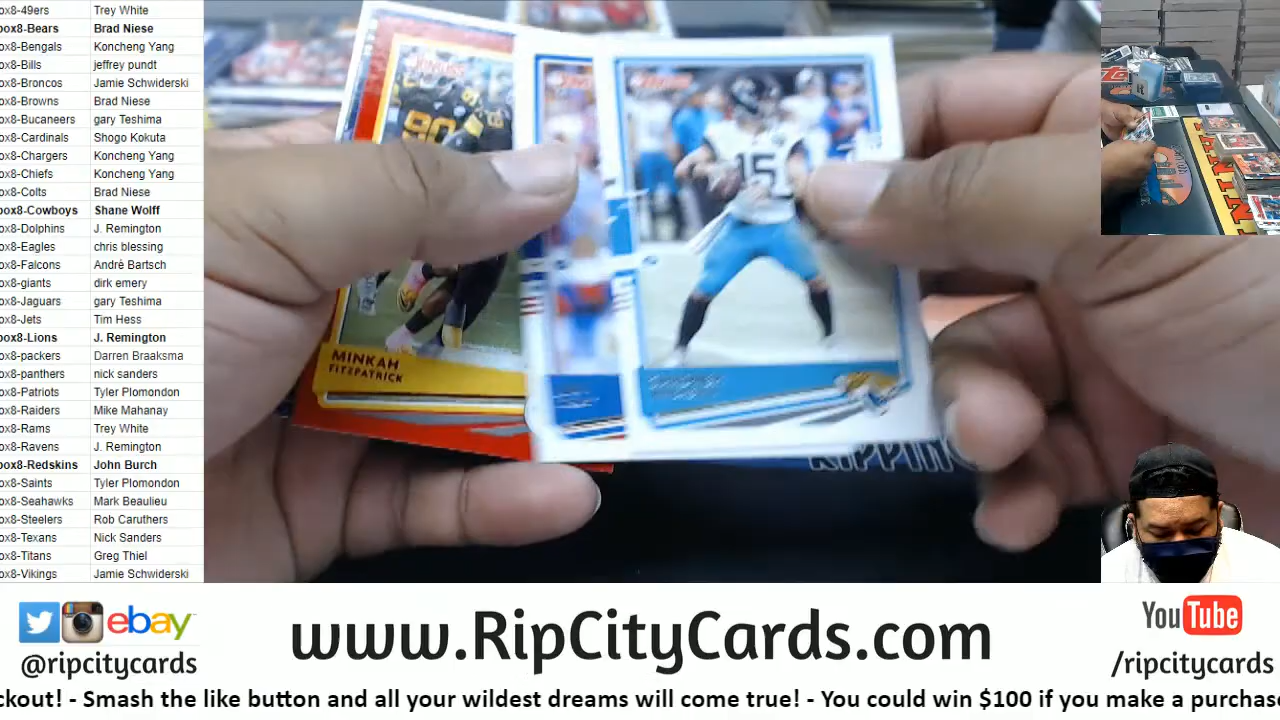 ox8-49ers Trey White
box8-Bears Brad Niese
ox8-Bengals Koncheng Yang
ox8-Bills jeffrey pundt
ox8-Broncos Jamie Schwiderski
ox8-Browns Brad Niese
ox8-Bucaneers gary Teshima
ox8-Cardinals Shogo Kokuta
ox8-Chargers Koncheng Yang
ox8-Chiefs Koncheng Yang
ox8-Colts Brad Niese
box8-Cowboys Shane Wolff
ox8-Dolphins J. Remington
ox8-Eagles chris blessing
ox8-Falcons Andrè Bartsch
ox8-giants dirk emery
ox8-Jaguars gary Teshima
ox8-Jets Tim Hess
box8-Lions J. Remington
ox8-packers Darren Braaksma
ox8-panthers nick sanders
ox8-Patriots Tyler Plomondon
ox8-Raiders Mike Mahanay
ox8-Rams Trey White
ox8-Ravens J. Remington
box8-Redskins John Burch
ox8-Saints Tyler Plomondon
ox8-Seahawks Mark Beaulieu
ox8-Steelers Rob Caruthers
ox8-Texans Nick Sanders
ox8-Titans Greg Thiel
ox8-Vikings Jamie Schwiderski
90
15
MINKAH
FITZPATRICK
RIPPIN
ebay
@ripcitycards
www.RipCityCards.com
YouTube
/ripcitycards
ckout! - Smash the like button and all your wildest dreams will come true! - You could win $100 if you make a purchase